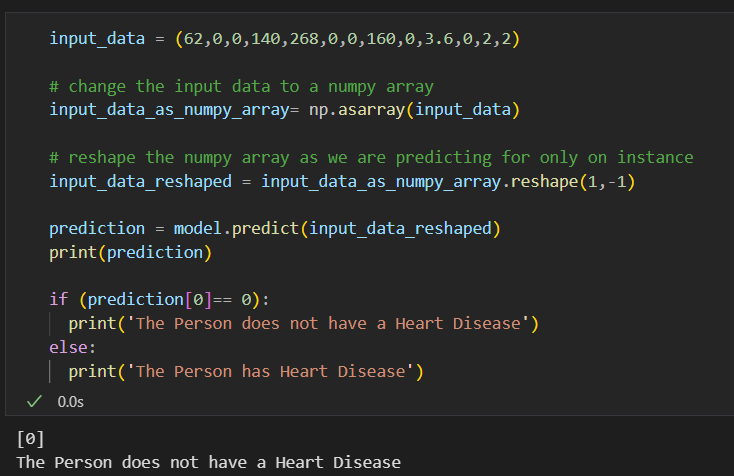 input_data = (62,0,0,140,268,0,0,160,0,3.6,0,2,2)
# change the input data to a numpy array
input_data_as_numpy_array= np.asarray(input_data)
# reshape the numpy array as we are predicting for only on instance
input_data_reshaped = input_data_as_numpy_array.reshape(1,-1)
prediction = model.predict(input_data_reshaped)
print(prediction)
if (prediction[0]== 0):
  print('The Person does not have a Heart Disease')
else:
  print('The Person has Heart Disease')
0.0s
[0]
The Person does not have a Heart Disease